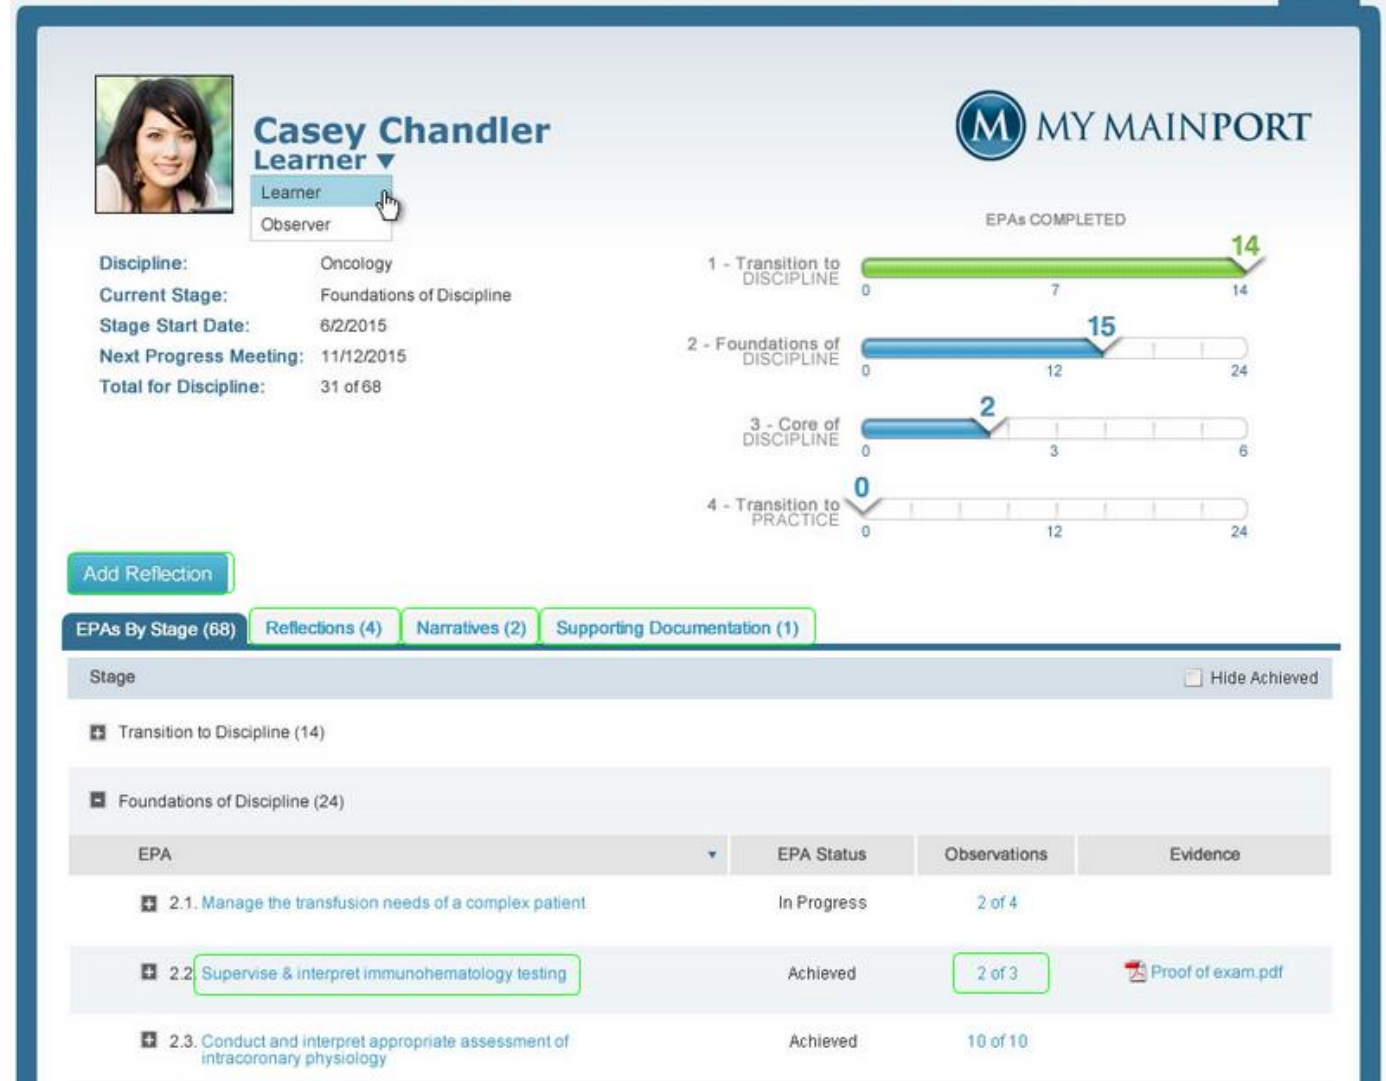 Casey Chandler
Learner ▼
Learner
Observer
M MY MAINPORT
Discipline: Oncology
Current Stage: Foundations of Discipline
Stage Start Date: 6/2/2015
Next Progress Meeting: 11/12/2015
Total for Discipline: 31 of 68
EPAs COMPLETED
14
1 - Transition to
DISCIPLINE
0 7 14
15
2 - Foundations of
DISCIPLINE
0 12 24
2
3 - Core of
DISCIPLINE
0 3 6
0
4 - Transition to
PRACTICE
0 12 24
Add Reflection
EPAs By Stage (68) Reflections (4) Narratives (2) Supporting Documentation (1)
Stage Hide Achieved
Transition to Discipline (14)
Foundations of Discipline (24)
EPA EPA Status Observations Evidence
2.1. Manage the transfusion needs of a complex patient In Progress 2 of 4
2.2 Supervise & interpret immunohematology testing Achieved 2 of 3 Proof of exam.pdf
2.3. Conduct and interpret appropriate assessment of Achieved 10 of 10
intracoronary physiology